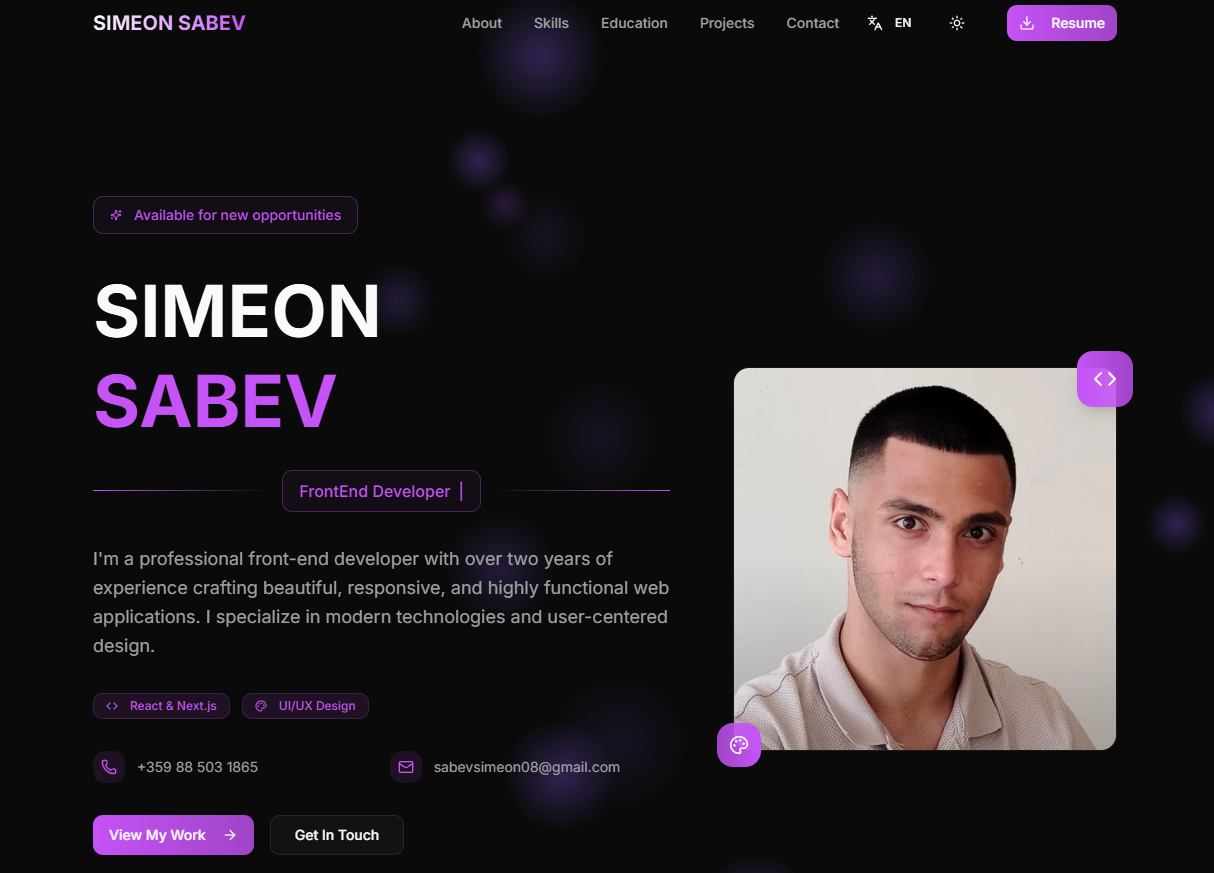 SIMEON SABEV
About Skills Education Projects Contact EN Resume
Available for new opportunities
SIMEON
SABEV
FrontEnd Developer |
I'm a professional front-end developer with over two years of
experience crafting beautiful, responsive, and highly functional web
applications. I specialize in modern technologies and user-centered
design.
React & Next.js UI/UX Design
+359 88 503 1865 sabevsimeon08@gmail.com
View My Work Get In Touch